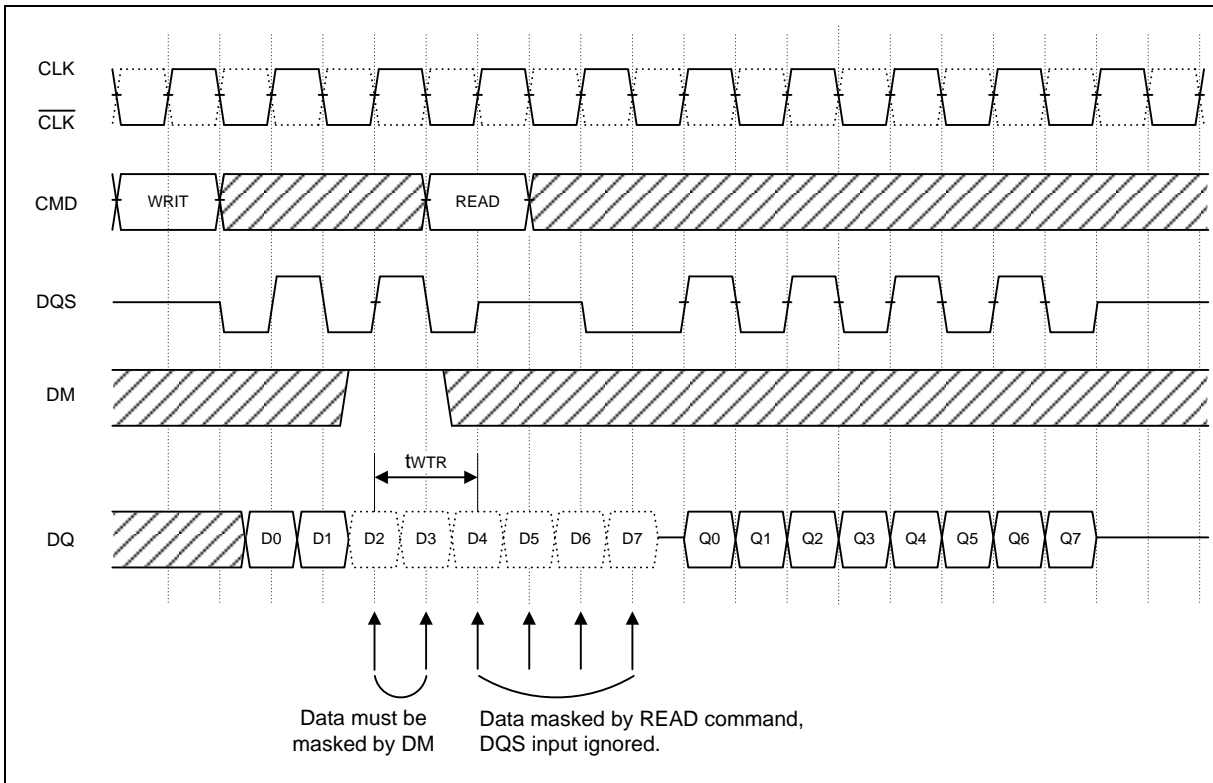 CLK
CLK
CMD
WRIT
READ
DQS
DM
tWTR
DQ
D0 D1 D2 D3 D4 D5 D6 D7 Q0 Q1 Q2 Q3 Q4 Q5 Q6 Q7
Data must be
masked by DM
Data masked by READ command,
DQS input ignored.